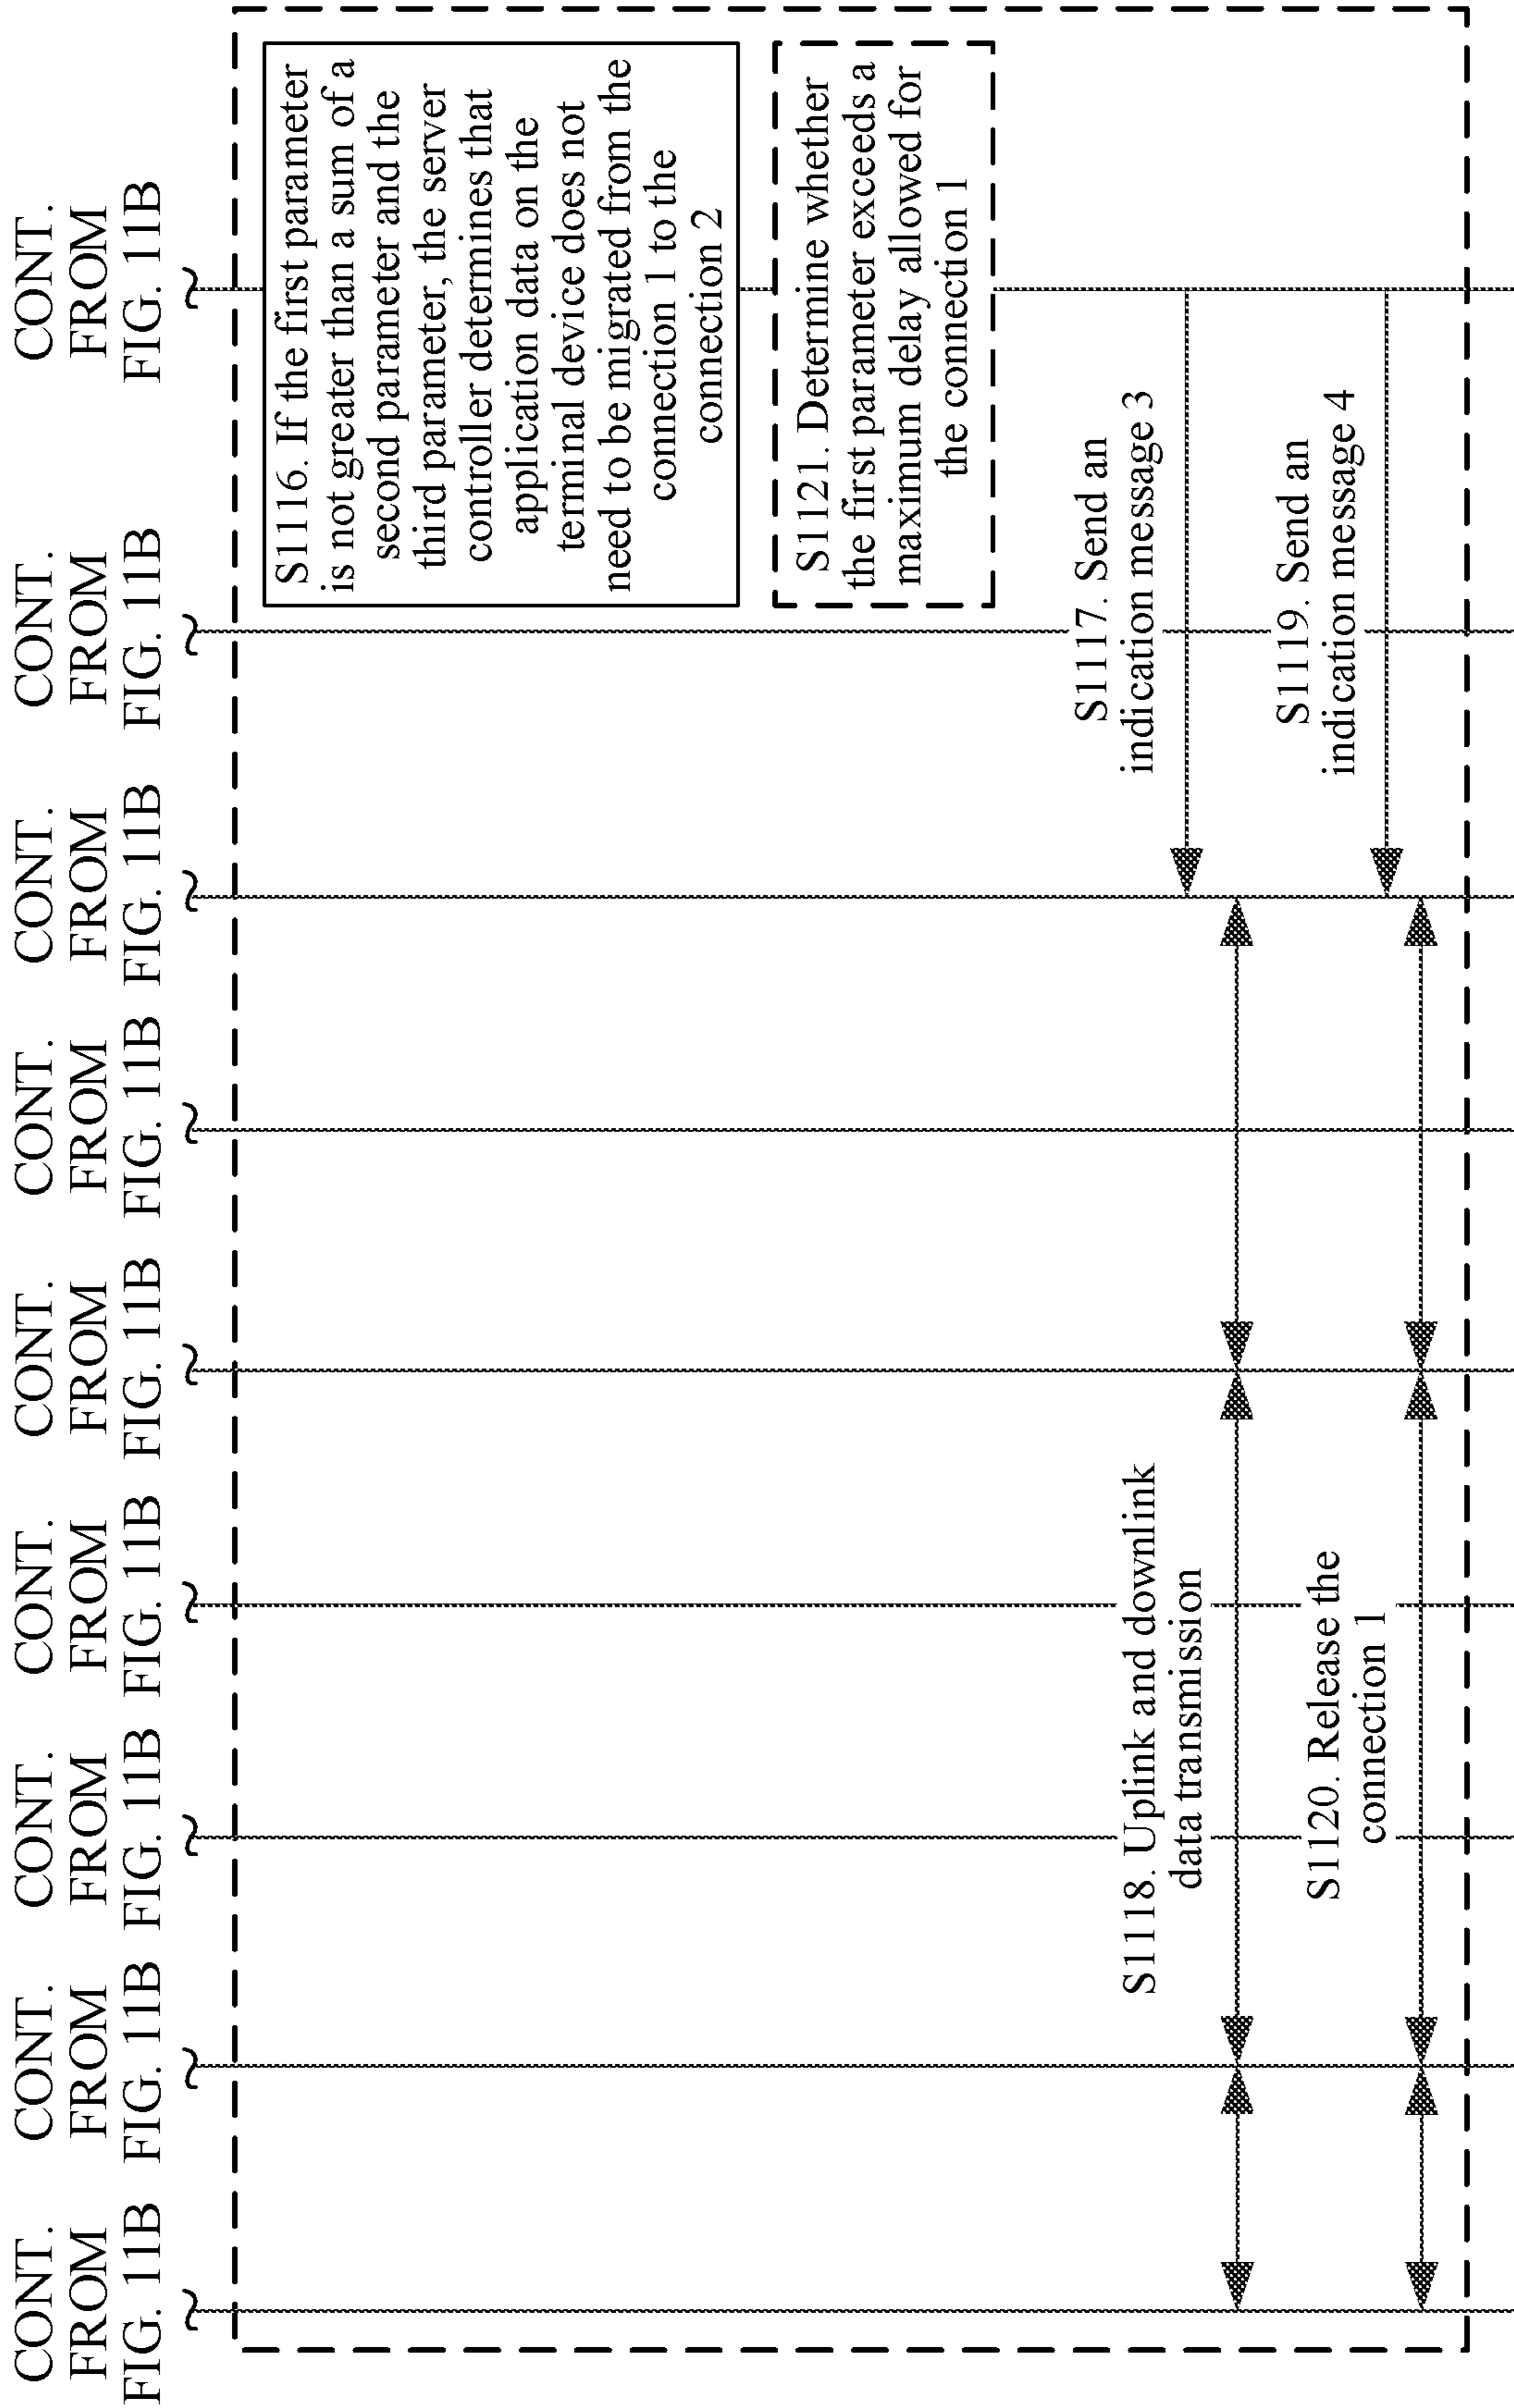 CONT.
FROM
FIG. 11B
CONT.
FROM
FIG. 11B
CONT.
FROM
FIG. 11B
CONT.
FROM
FIG. 11B
CONT.
FROM
FIG. 11B
CONT.
FROM
FIG. 11B
CONT.
FROM
FIG. 11B
CONT.
FROM
FIG. 11B
CONT.
FROM
FIG. 11B
S1116. If the first parameter
is not greater than a sum of a
second parameter and the
third parameter, the server
controller determines that
application data on the
terminal device does not
need to be migrated from the
connection 1 to the
connection 2
S1121. Determine whether
the first parameter exceeds a
maximum delay allowed for
the connection 1
S1117. Send an
indication message 3
S1118. Uplink and downlink
data transmission
S1119. Send an
indication message 4
S1120. Release the
connection 1